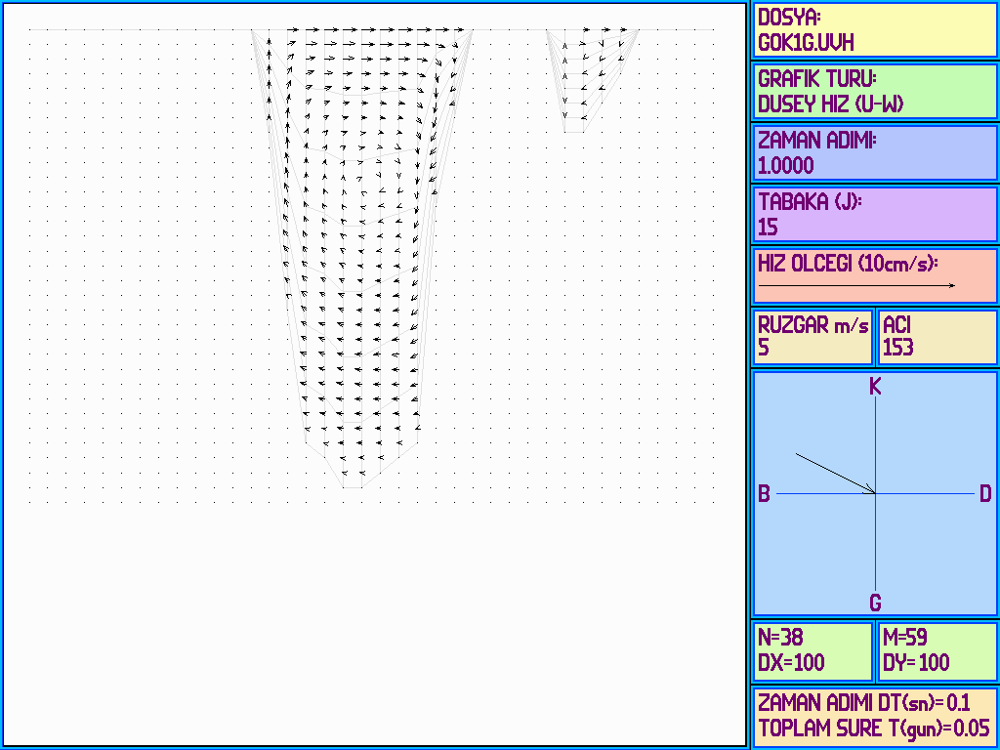 DOSYA:
GOK1G.UVH
GRAFIK TURU:
DUSEY HIZ (U-W)
ZAMAN ADIMI:
1.0000
TABAKA (J):
15
HIZ OLCEGI (10cm/s):
RUZGAR m/s
5
ACI
153
K
B
D
G
N=38
DX=100
M=59
DY=100
ZAMAN ADIMI DT(sn)=0.1
TOPLAM SURE T(gun)=0.05